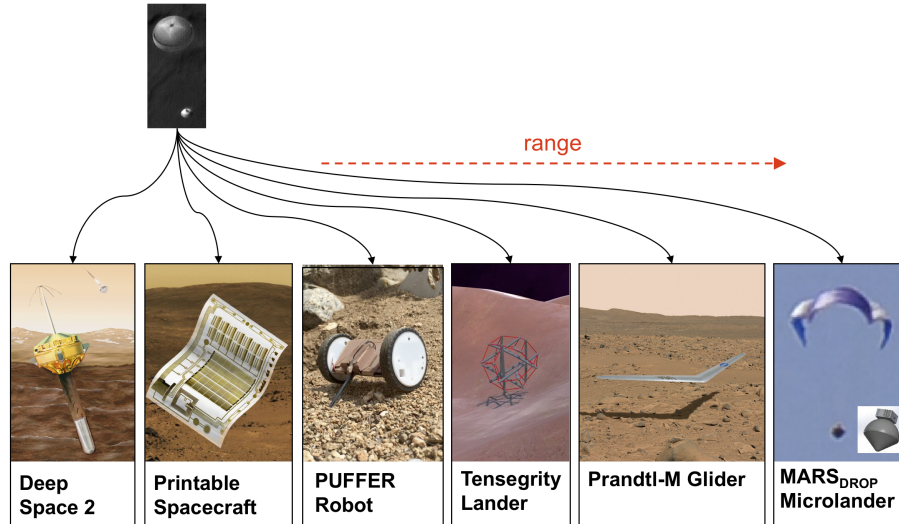 range
Deep
Space 2
Printable
Spacecraft
PUFFER
Robot
Tensegrity
Lander
Prandtl-M Glider
MARSDROP
Microlander